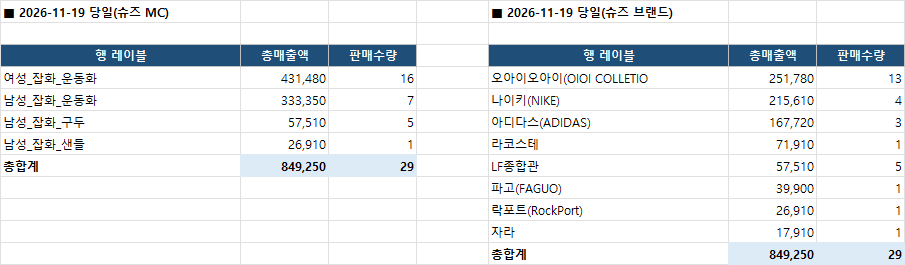 ■ 2026-11-19 당일(슈즈 MC)
행 레이블 총매출액 판매수량
여성_잡화_운동화 431,480 16
남성_잡화_운동화 333,350 7
남성_잡화_구두 57,510 5
남성_잡화_샌들 26,910 1
총합계 849,250 29
■ 2026-11-19 당일(슈즈 브랜드)
행 레이블 총매출액 판매수량
오아이오아이(OIOI COLLETIO 251,780 13
나이키(NIKE) 215,610 4
아디다스(ADIDAS) 167,720 3
라코스테 71,910 1
LF종합관 57,510 5
파고(FAGUO) 39,900 1
락포트(RockPort) 26,910 1
자라 17,910 1
총합계 849,250 29